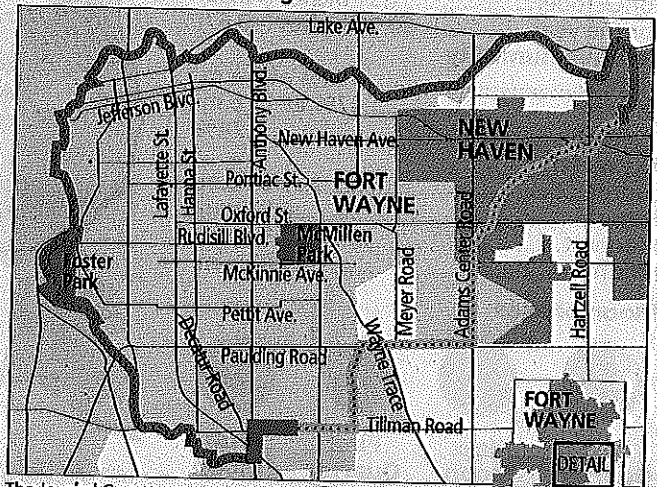 Lake Ave.
Jefferson Blvd.
Lafayette St.
Hanna St.
Anthony Blvd.
New Haven Ave.
NEW
HAVEN
Pontiac St.
FORT
WAYNE
Oxford St.
Rudisill Blvd.
McMillen
Park
Foster
Park
McKinnie Ave.
Meyer Road
Adams Center Road
Hartzell Road
Pettit Ave.
Decatur Road
Wayne Trace
Paulding Road
Tillman Road
FORT
WAYNE
DETAIL